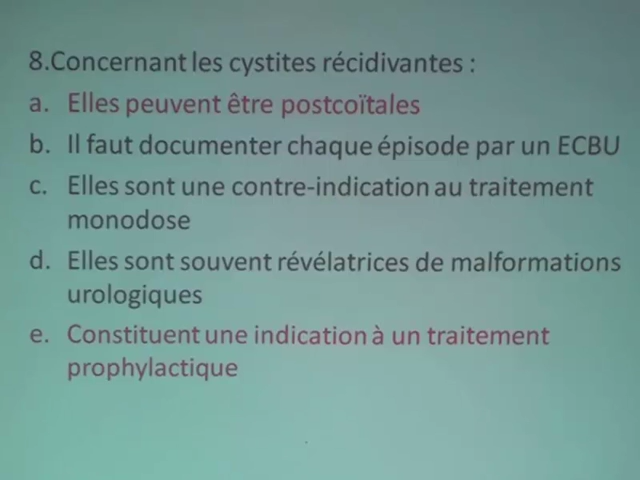 8.Concernant les cystites récidivantes :
a. Elles peuvent être postcoïtales
b. Il faut documenter chaque épisode par un ECBU
c. Elles sont une contre-indication au traitement
monodose
d. Elles sont souvent révélatrices de malformations
urologiques
e. Constituent une indication à un traitement
prophylactique